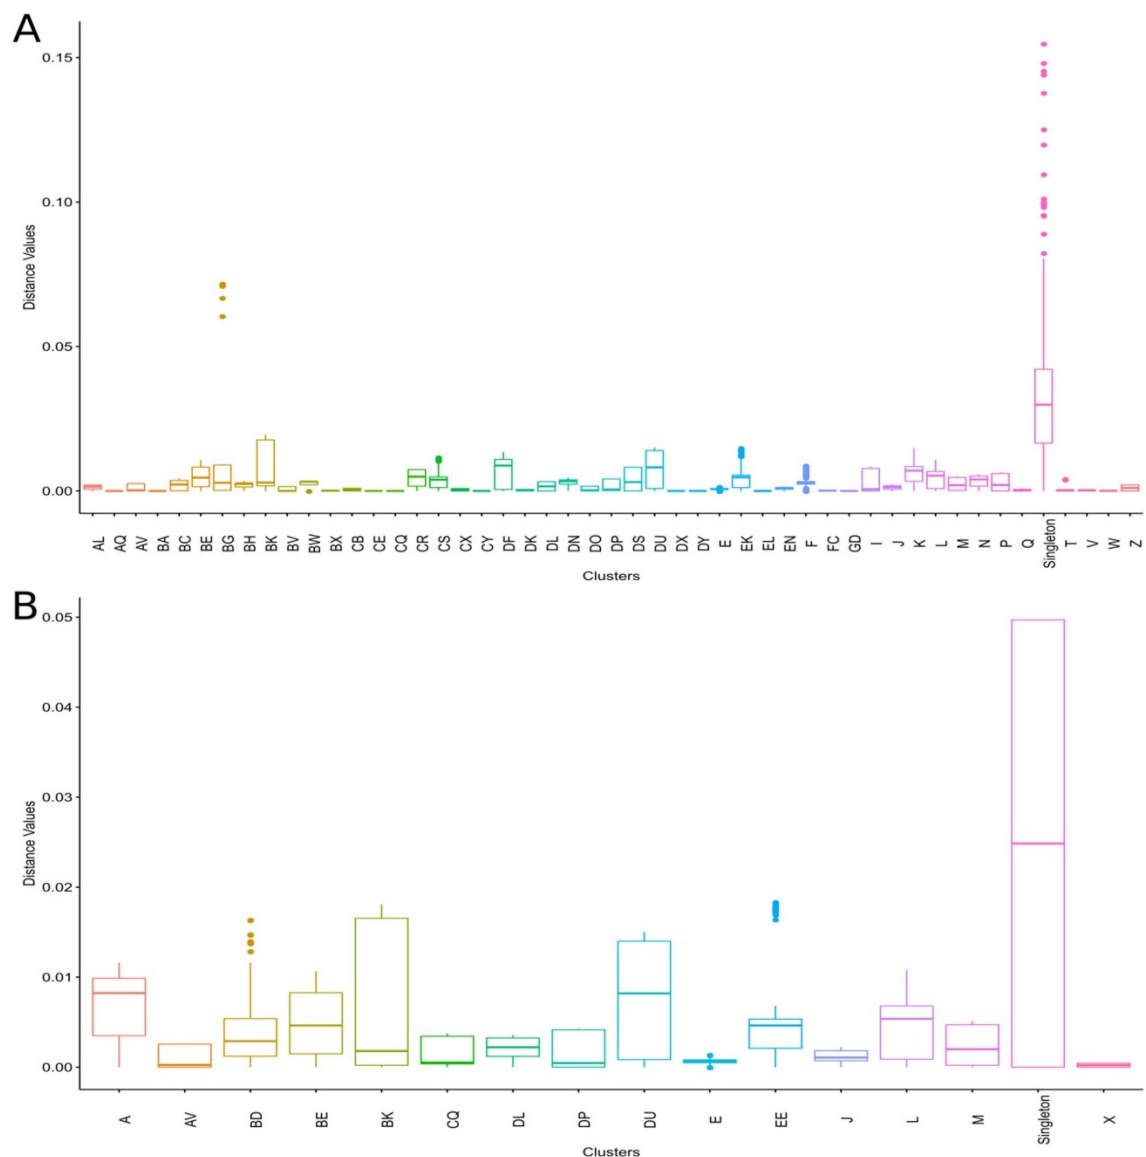 A
0.15
0.10
0.05
0.00
Distance Values
AL AQ AV BA BC BE BG BH BK BV BW BX CB CE CQ CR CS CX CY DF DK DL DN DO DP DS DU DX DY E EK EL EN F FC GD I J K L M N P Q Singleton T V W Z
Clusters
B
0.05
0.04
0.03
0.02
0.01
0.00
Distance Values
A AV BD BE BK CQ DL DP DU E EE J L M Singleton X
Clusters